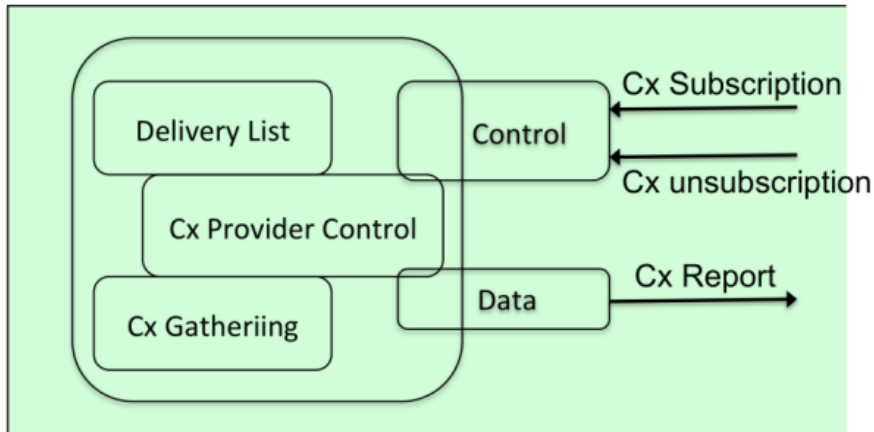 Cx Subscription
Delivery List
Control
Cx unsubscription
Cx Provider Control
Cx Report
Data
Cx Gatheriing